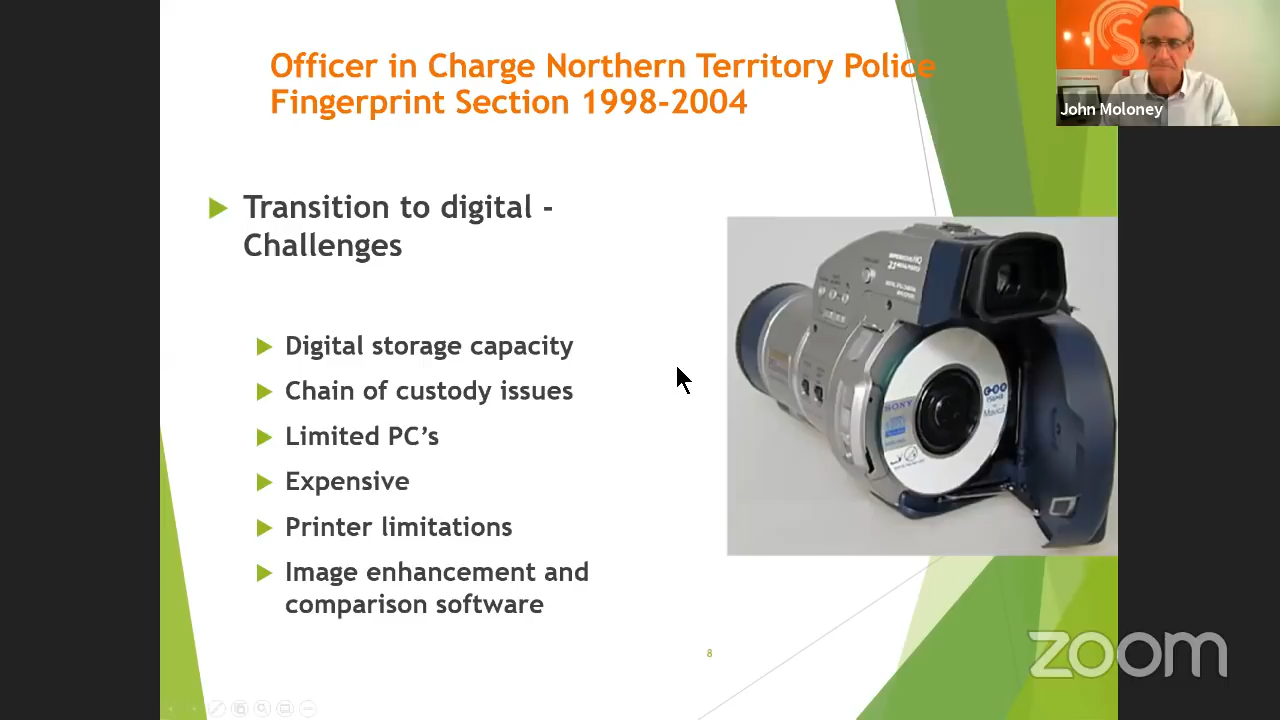 Officer in Charge Northern Territory Police
Fingerprint Section 1998-2004
John Moloney
Transition to digital -
Challenges
Digital storage capacity
Chain of custody issues
Limited PC’s
Expensive
Printer limitations
Image enhancement and
comparison software
SONY
Mavica
8
zoom